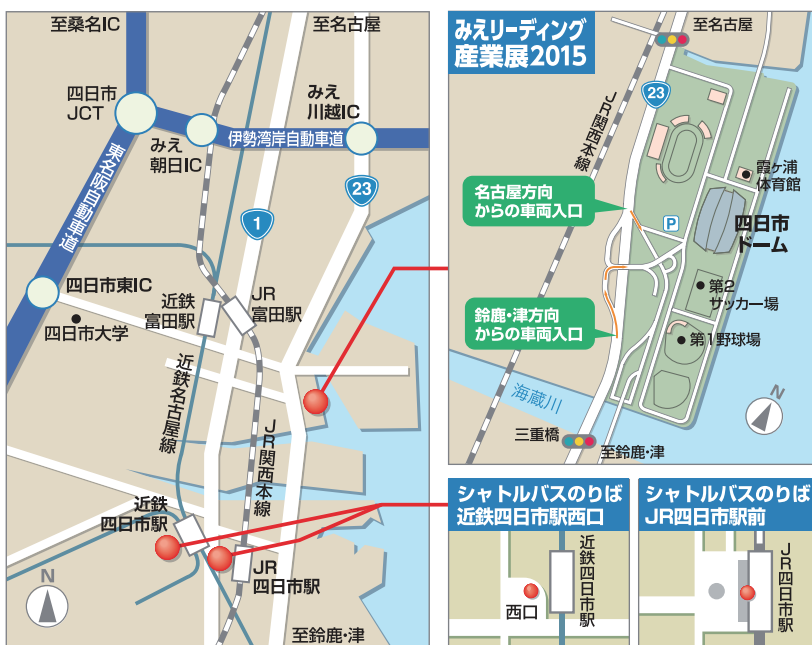 至桑名IC
至名古屋
四日市
JCT
みえ
朝日IC
伊勢湾岸自動車道
みえ
川越IC
23
1
東名阪自動車道
四日市東IC
四日市大学
近鉄
富田駅
JR
富田駅
近鉄名古屋線
JR関西本線
近鉄
四日市駅
JR
四日市駅
N
至鈴鹿・津
みえリーディング
産業展2015
至名古屋
23
JR関西本線
霞ヶ浦
体育館
名古屋方向
からの車両入口
P
四日市
ドーム
第2
サッカー場
鈴鹿・津方向
からの車両入口
第1野球場
海蔵川
N
三重橋
至鈴鹿・津
シャトルバスのりば
近鉄四日市駅西口
近鉄四日市駅
西口
シャトルバスのりば
JR四日市駅前
JR四日市駅